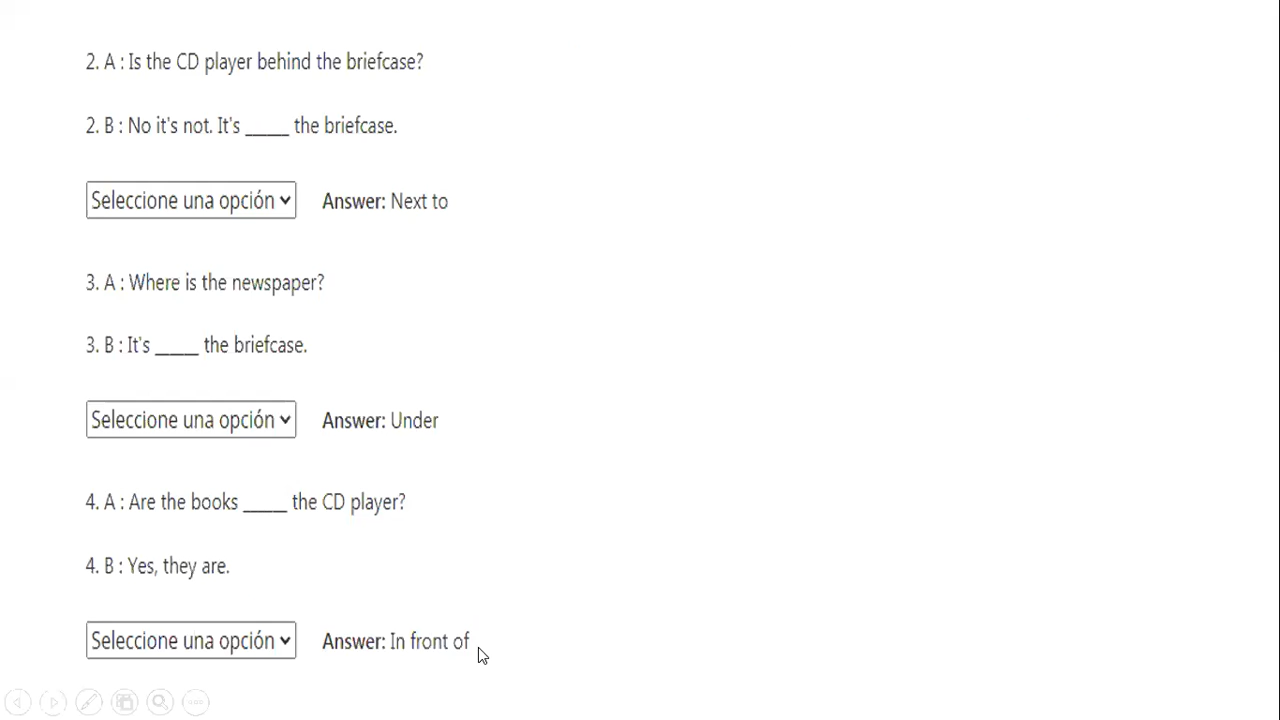 2. A : Is the CD player behind the briefcase?
2. B : No it's not. It's _____ the briefcase.
Seleccione una opción Answer: Next to
3. A : Where is the newspaper?
3. B : It's _____ the briefcase.
Seleccione una opción Answer: Under
4. A : Are the books _____ the CD player?
4. B : Yes, they are.
Seleccione una opción Answer: In front of